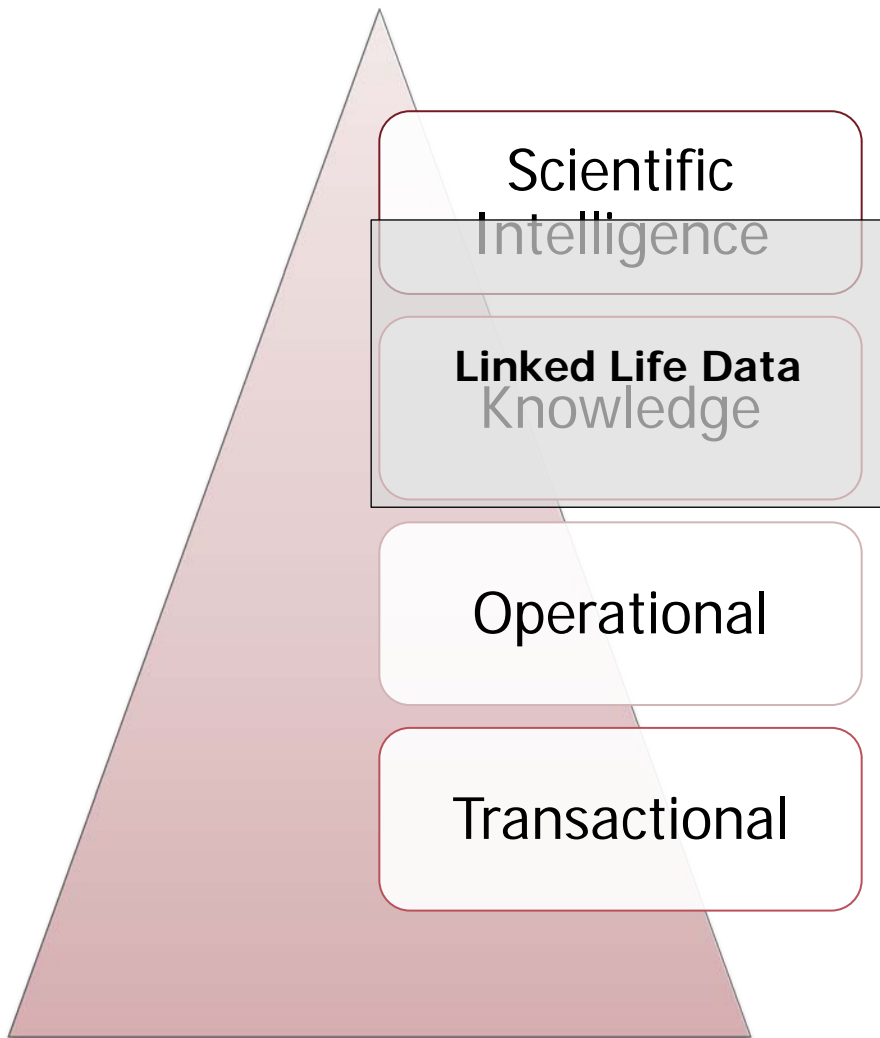 Scientific
Intelligence
Linked Life Data
Knowledge
Operational
Transactional